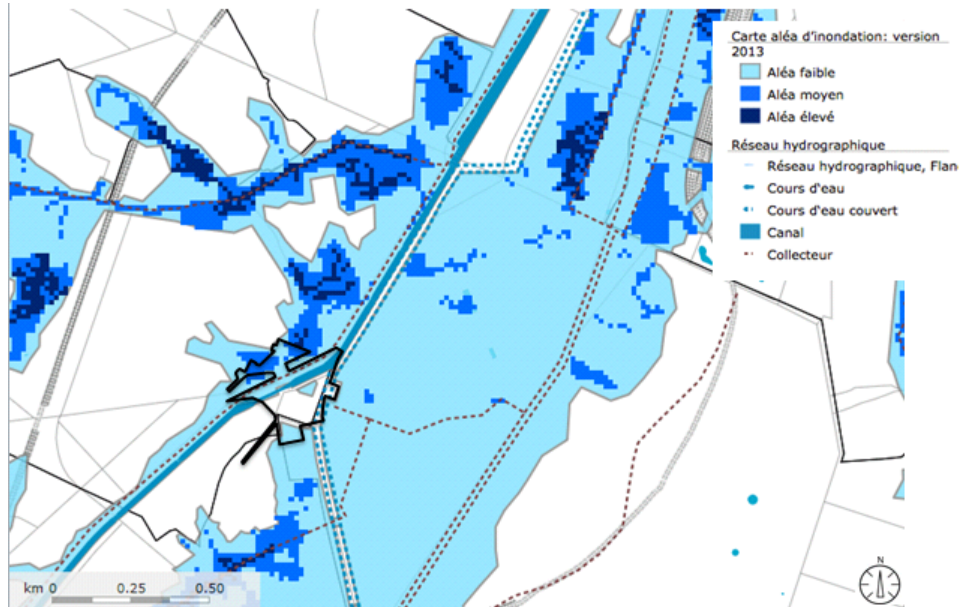 Carte aléa d'inondation: version
2013
Aléa faible
Aléa moyen
Aléa élevé
Réseau hydrographique
Réseau hydrographique, Flan
Cours d'eau
Cours d'eau couvert
Canal
Collecteur
N
km 0 0.25 0.50